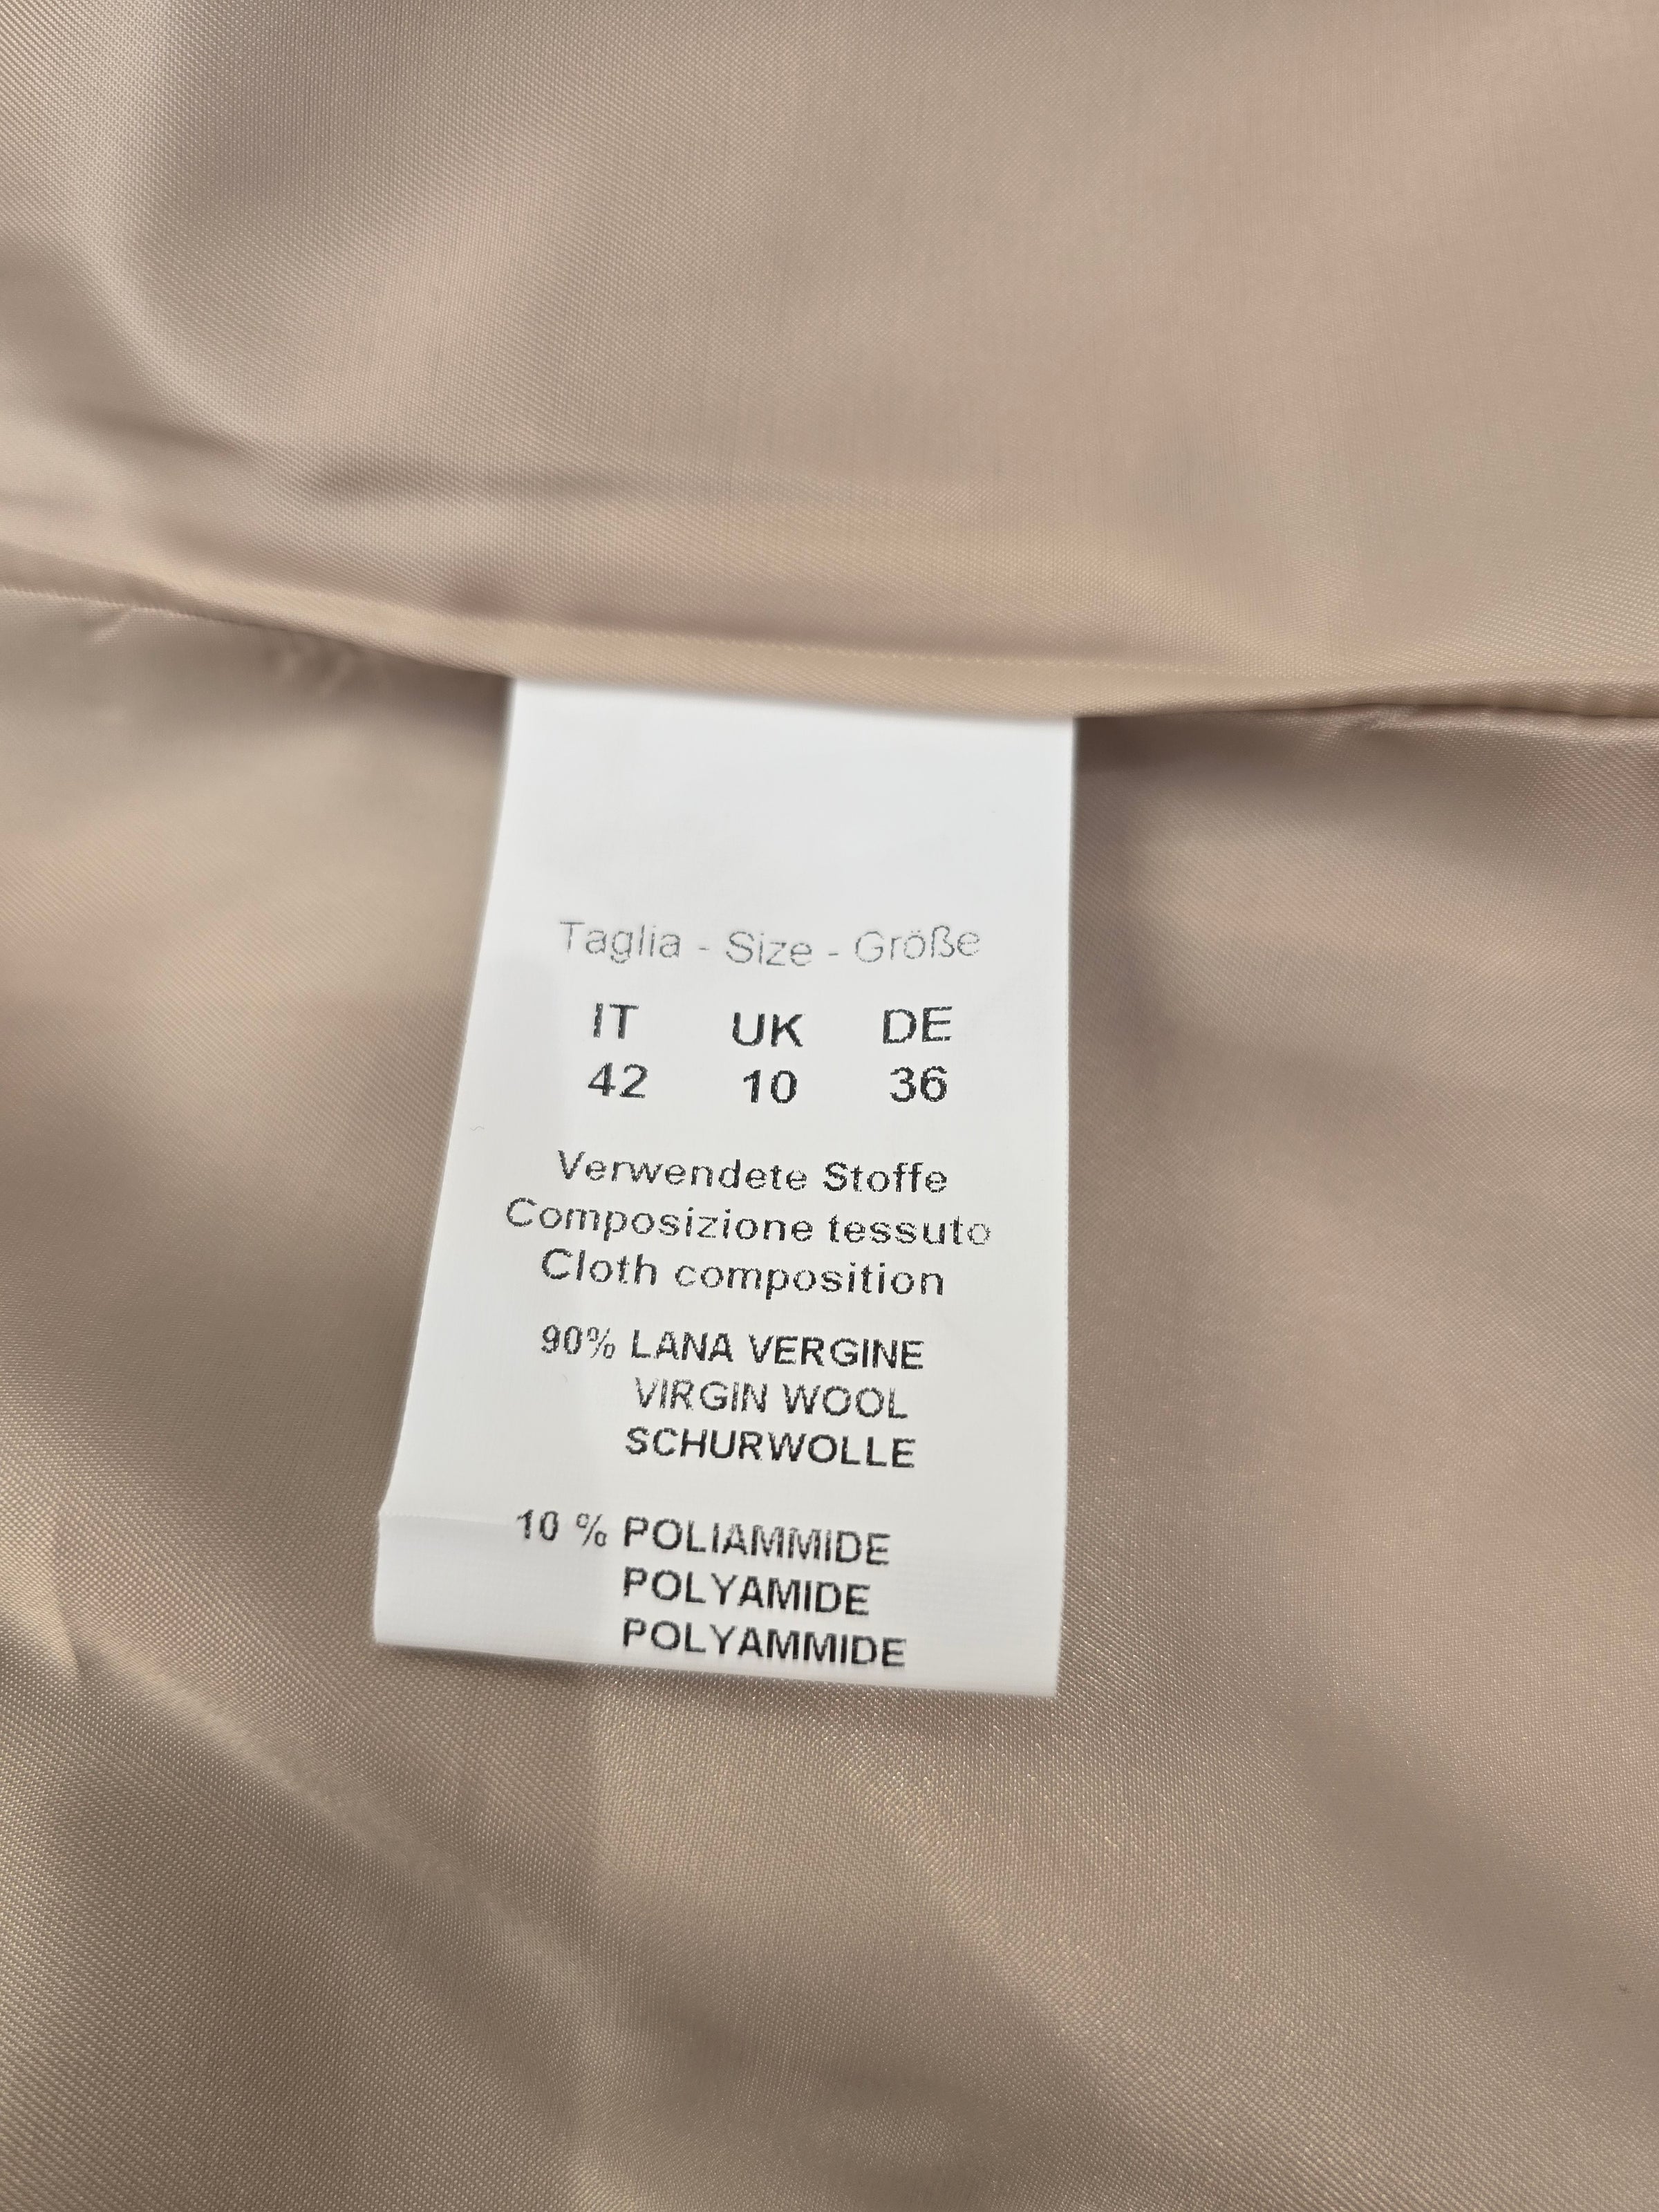 Taglia - Size - Größe
IT UK DE
42 10 36
Verwendete Stoffe
Composizione tessuto
Cloth composition
90% LANA VERGINE
VIRGIN WOOL
SCHURWOLLE
10 % POLIAMMIDE
POLYAMIDE
POLYAMMIDE